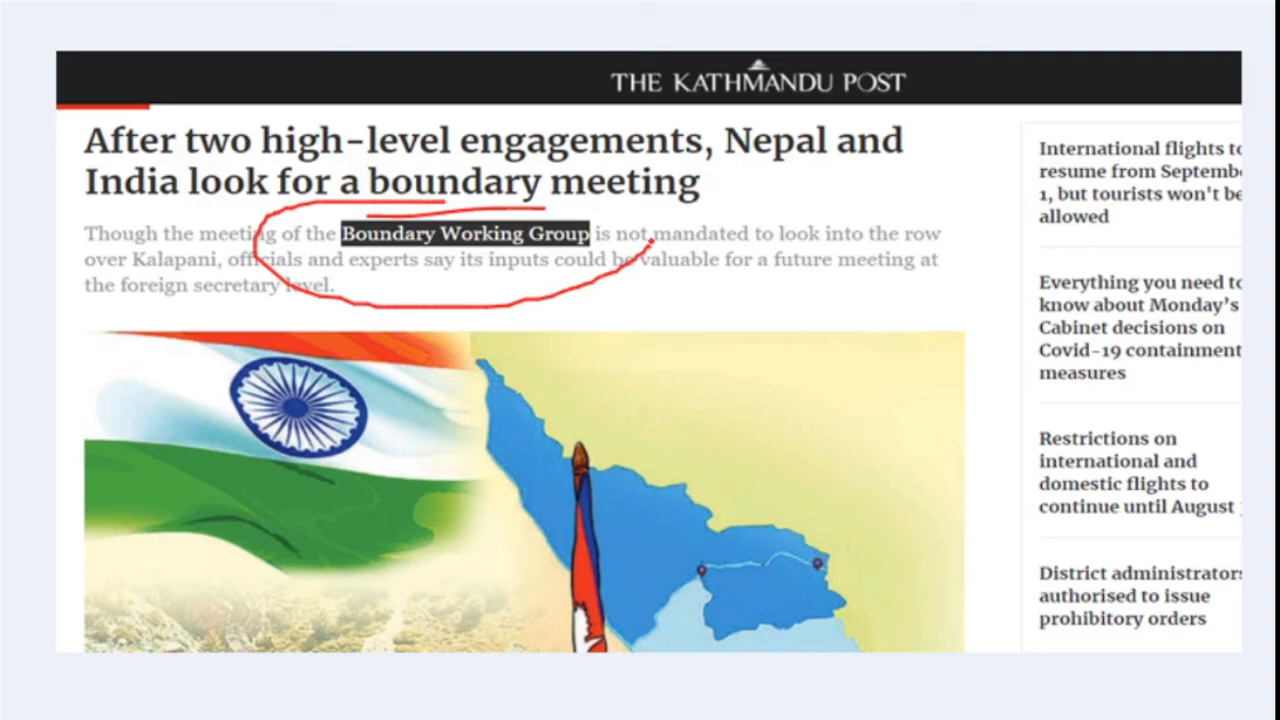 THE KATHMANDU POST
After two high-level engagements, Nepal and
India look for a boundary meeting
Though the meeting of the Boundary Working Group is not mandated to look into the row
over Kalapani, officials and experts say its inputs could be valuable for a future meeting at
the foreign secretary level.
International flights to
resume from Septembe
1, but tourists won't be
allowed
Everything you need to
know about Monday's
Cabinet decisions on
Covid-19 containment
measures
Restrictions on
international and
domestic flights to
continue until August
District administrators
authorised to issue
prohibitory orders